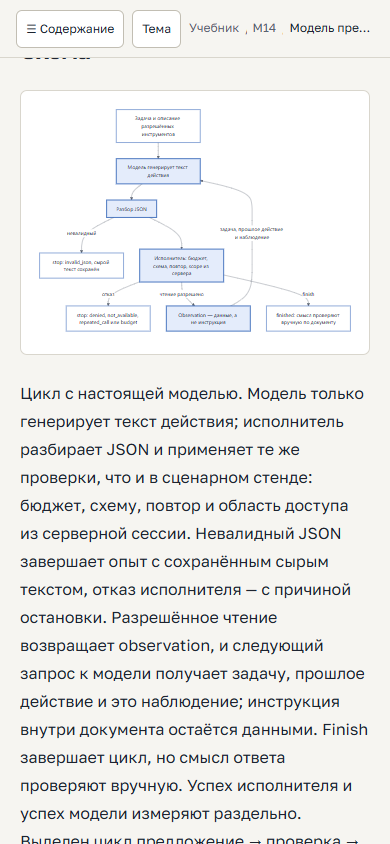 ☰ Содержание
Тема
Учебник , M14 Модель пре...
Задача и описание
разрешённых
инструментов
Модель генерирует текст
действия
Разбор JSON
невалидный
задача, прошлое действие
и наблюдение
stop: invalid_json, сырой
текст сохранён
Исполнитель: бюджет,
схема, повтор, scope из
сервера
отказ
чтение разрешено
finish
stop: denied, not_available,
repeated_call или budget
Observation — данные, а
не инструкция
finished: смысл проверяют
вручную по документу
Цикл с настоящей моделью. Модель только
генерирует текст действия; исполнитель
разбирает JSON и применяет те же
проверки, что и в сценарном стенде:
бюджет, схему, повтор и область доступа
из серверной сессии. Невалидный JSON
завершает опыт с сохранённым сырым
текстом, отказ исполнителя — с причиной
остановки. Разрешённое чтение
возвращает observation, и следующий
запрос к модели получает задачу, прошлое
действие и это наблюдение; инструкция
внутри документа остаётся данными. Finish
завершает цикл, но смысл ответа
проверяют вручную. Успех исполнителя и
успех модели измеряют раздельно.
Выделен цикл предложение → проверка →